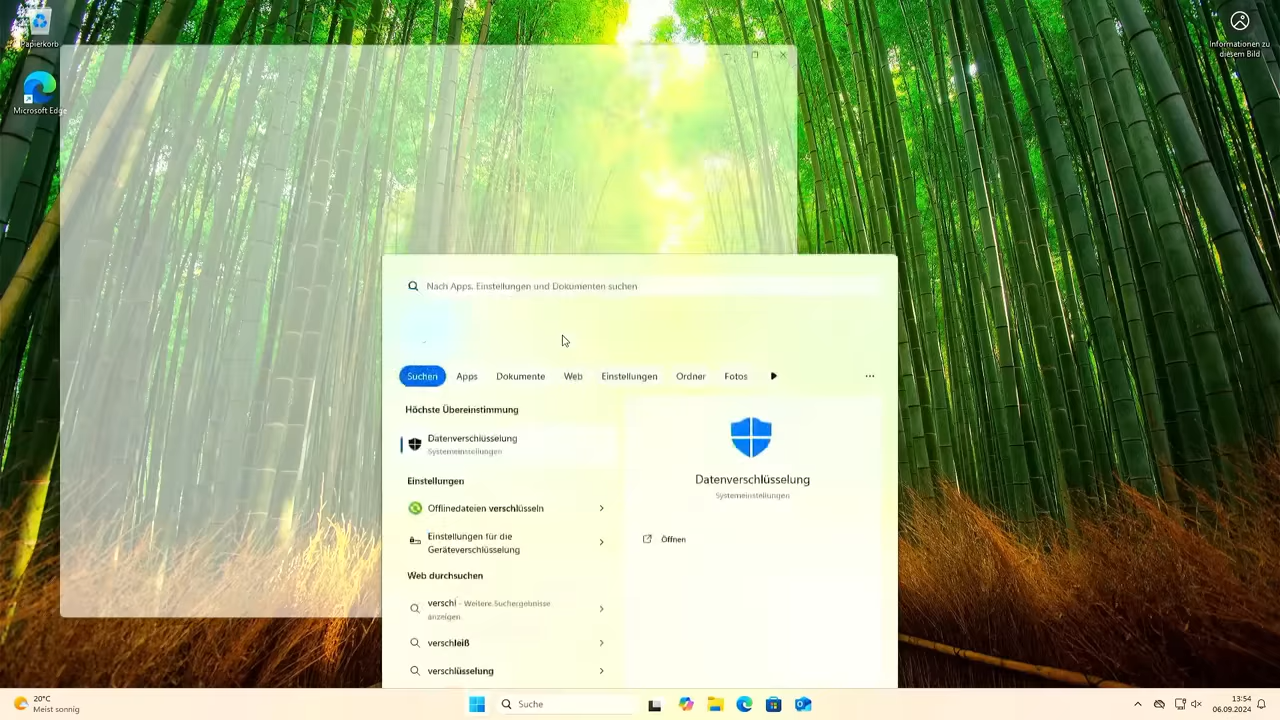 Papierkorb
Microsoft Edge
Informationen zu
diesem Bild
Nach Apps, Einstellungen und Dokumenten suchen
Suchen Apps Dokumente Web Einstellungen Ordner Fotos
Höchste Übereinstimmung
Datenverschlüsselung
Systemeinstellungen
Einstellungen
Offlinedateien verschlüsseln
Einstellungen für die
Geräteverschlüsselung
Web durchsuchen
verschl - Weitere Suchergebnisse
anzeigen
verschleiß
verschlüsselung
Datenverschlüsselung
Systemeinstellungen
Öffnen
20°C
Meist sonnig
Suche
13:54
06.09.2024